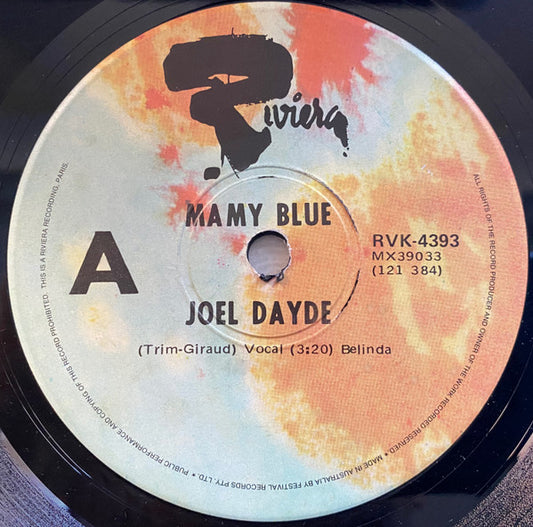 Riviera
MAMY BLUE
A
RVK-4393
MX39033
(121 384)
JOEL DAYDE
(Trim-Giraud) Vocal (3:20) Belinda
ALL RIGHTS OF THE RECORD PRODUCER AND OWNER OF THE WORK RECORDED RESERVED • MADE IN AUSTRALIA BY FESTIVAL RECORDS PTY. LTD. • PUBLIC PERFORMANCE AND COPYING OF THIS RECORD PROHIBITED. THIS IS A RIVIERA RECORDING, PARIS.